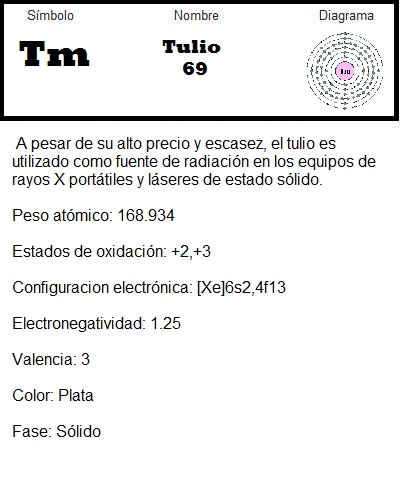 Símbolo Nombre Diagrama
Tm Tulio
69
A pesar de su alto precio y escasez, el tulio es
utilizado como fuente de radiación en los equipos de
rayos X portátiles y láseres de estado sólido.
Peso atómico: 168.934
Estados de oxidación: +2,+3
Configuracion electrónica: [Xe]6s2,4f13
Electronegatividad: 1.25
Valencia: 3
Color: Plata
Fase: Sólido